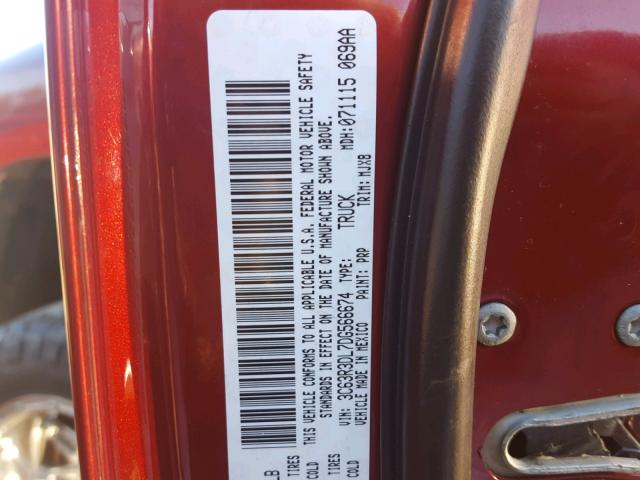 LB
TIRES
COLD
THIS VEHICLE CONFORMS TO ALL APPLICABLE U.S.A. FEDERAL MOTOR VEHICLE SAFETY
STANDARDS IN EFFECT ON THE DATE OF MANUFACTURE SHOWN ABOVE.
VIN: 3C63R3DL7DG566674 TYPE: TRUCK MDH:071115 069AA
VEHICLE MADE IN MEXICO PAINT: PRP TRIM: MJX8
TIRES
COLD